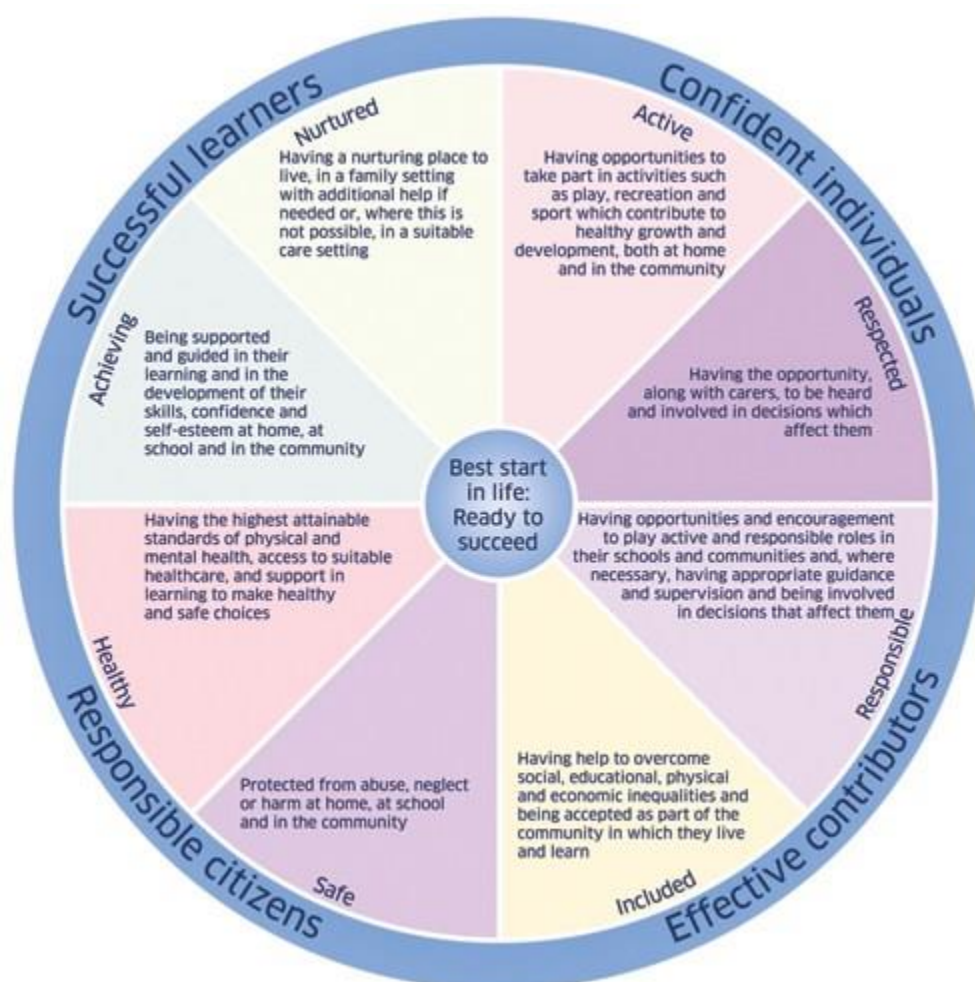 Successful learners
Confident individuals
Nurtured
Having a nurturing place to
live, in a family setting
with additional help if
needed or, where this is
not possible, in a suitable
care setting
Active
Having opportunities to
take part in activities such
as play, recreation and
sport which contribute to
healthy growth and
development, both at home
and in the community
Achieving
Being supported
and guided in their
learning and in the
development of their
skills, confidence and
self-esteem at home, at
school and in the community
Respected
Having the opportunity,
along with carers, to be heard
and involved in decisions which
affect them
Best start
in life:
Ready to
succeed
Healthy
Having the highest attainable
standards of physical and
mental health, access to suitable
healthcare, and support in
learning to make healthy
and safe choices
Responsible
Having opportunities and encouragement
to play active and responsible roles in
their schools and communities and, where
necessary, having appropriate guidance
and supervision and being involved
in decisions that affect them
Protected from abuse, neglect
or harm at home, at school
and in the community
Safe
Having help to overcome
social, educational, physical
and economic inequalities and
being accepted as part of the
community in which they live
and learn
Included
Responsible citizens
Effective contributors